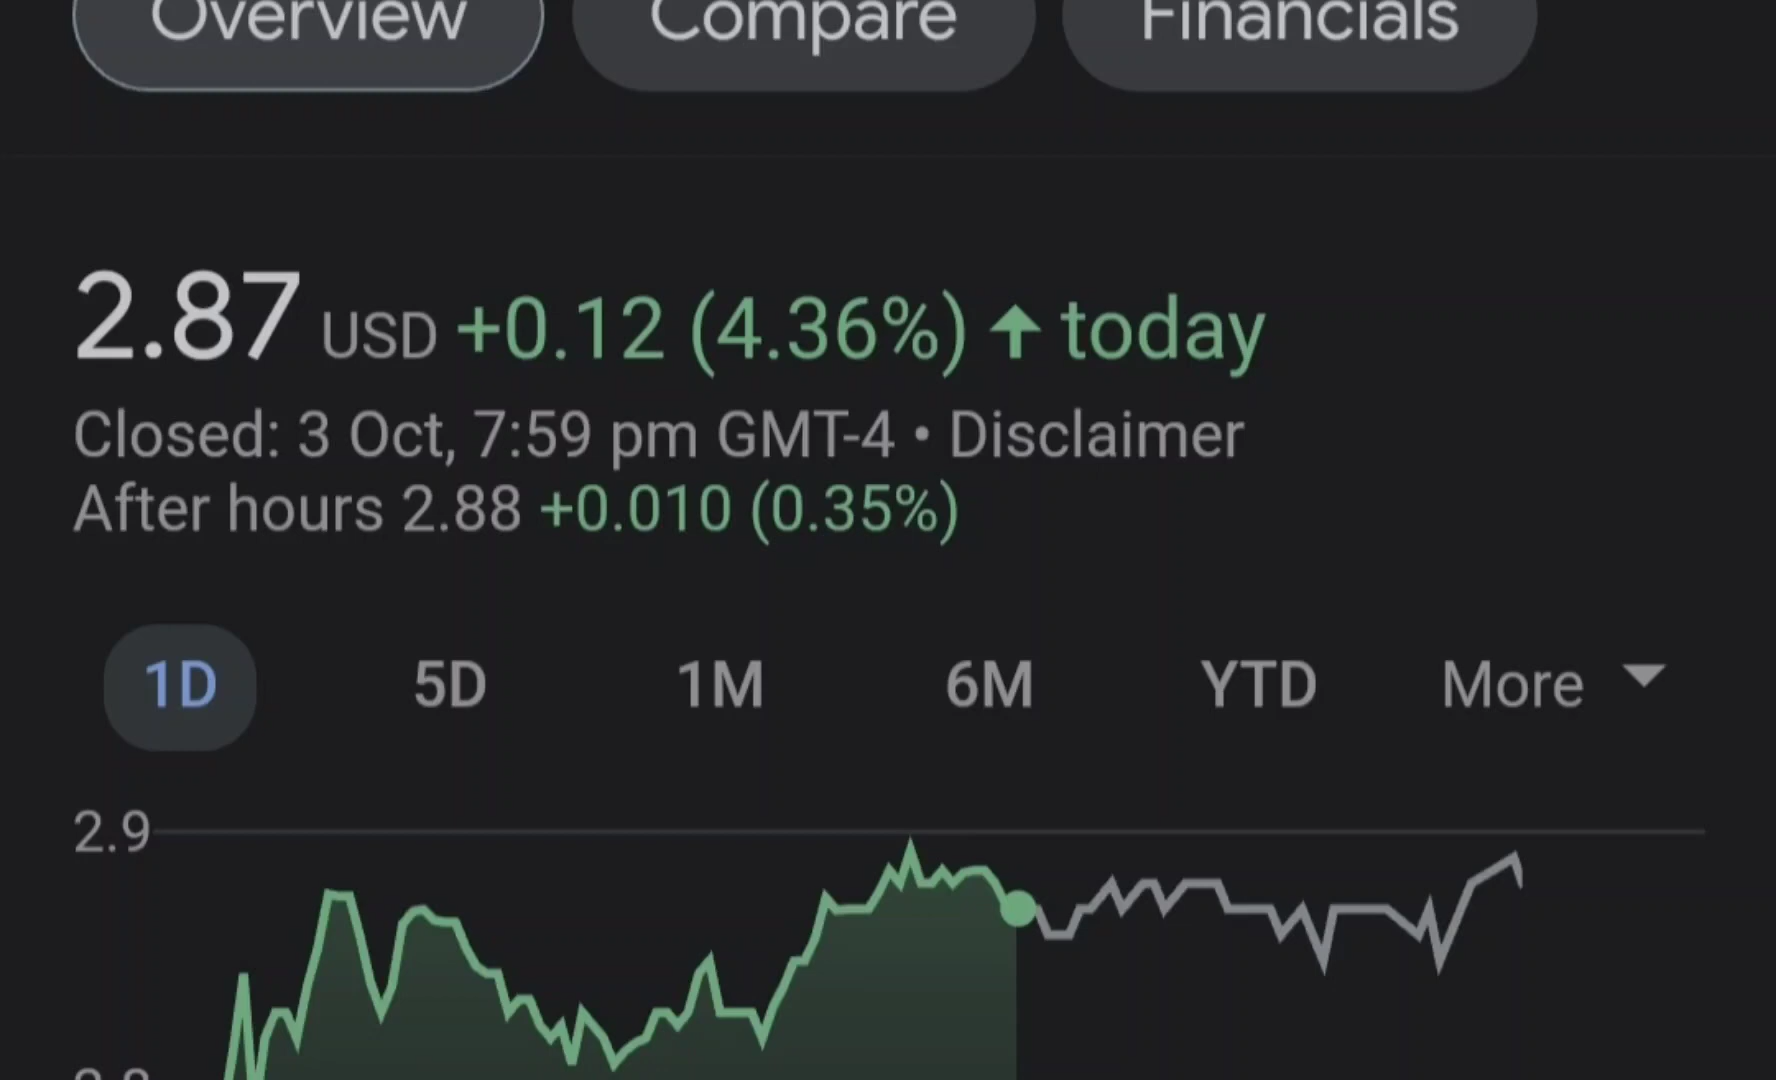 Overview Compare Financials
2.87 USD +0.12 (4.36%) ↑ today
Closed: 3 Oct, 7:59 pm GMT-4 • Disclaimer
After hours 2.88 +0.010 (0.35%)
1D 5D 1M 6M YTD More
2.9